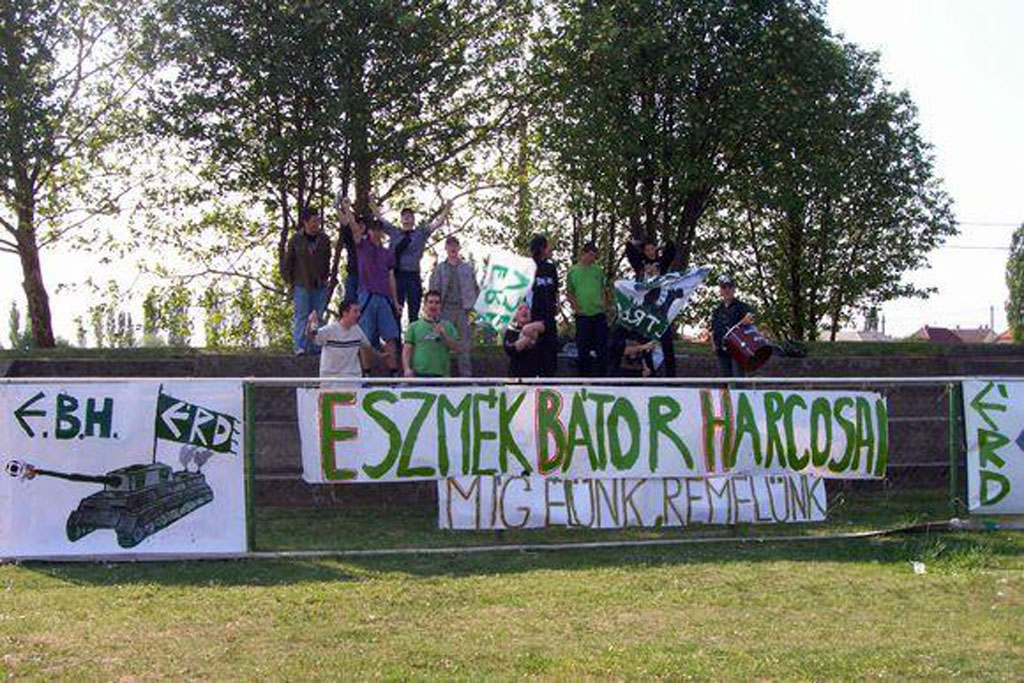 E.B.H.
ÉRD
ESZMÉK BÁTOR HARCOSAI
MÍG ÉLÜNK, REMÉLÜNK
ÉRD